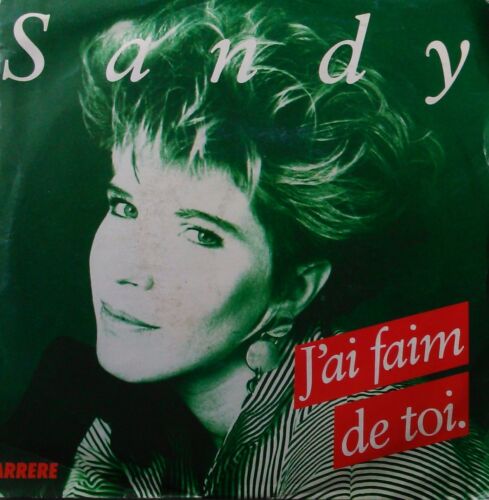 Sandy
J'ai faim
de toi.
ARRERE